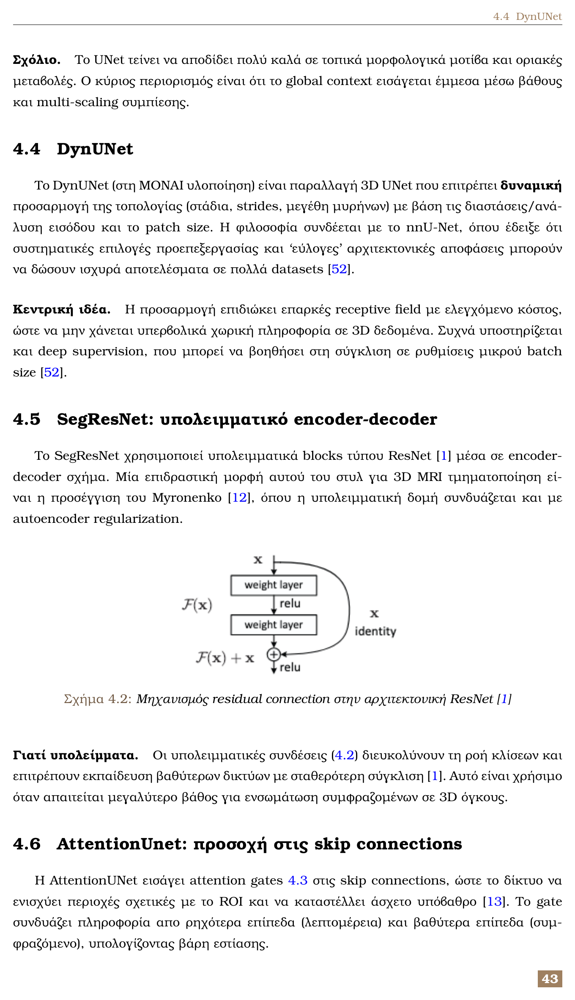 4.4 DynUNet
Σχόλιο. Το UNet τείνει να αποδίδει πολύ καλά σε τοπικά μορφολογικά μοτίβα και οριακές
μεταβολές. Ο κύριος περιορισμός είναι ότι το global context εισάγεται έμμεσα μέσω βάθους
και multi-scaling συμπίεσης.
4.4 DynUNet
Το DynUNet (στη MONAI υλοποίηση) είναι παραλλαγή 3D UNet που επιτρέπει δυναμική
προσαρμογή της τοπολογίας (στάδια, strides, μεγέθη μυρήνων) με βάση τις διαστάσεις/ανά-
λυση εισόδου και το patch size. Η φιλοσοφία συνδέεται με το nnU-Net, όπου έδειξε ότι
συστηματικές επιλογές προεπεξεργασίας και ‘εύλογες’ αρχιτεκτονικές αποφάσεις μπορούν
να δώσουν ισχυρά αποτελέσματα σε πολλά datasets [52].
Κεντρική ιδέα. Η προσαρμογή επιδιώκει επαρκές receptive field με ελεγχόμενο κόστος,
ώστε να μην χάνεται υπερβολικά χωρική πληροφορία σε 3D δεδομένα. Συχνά υποστηρίζεται
και deep supervision, που μπορεί να βοηθήσει στη σύγκλιση σε ρυθμίσεις μικρού batch
size [52].
4.5 SegResNet: υπολειμματικό encoder-decoder
Το SegResNet χρησιμοποιεί υπολειμματικά blocks τύπου ResNet [1] μέσα σε encoder-
decoder σχήμα. Μία επιδραστική μορφή αυτού του στυλ για 3D MRI τμηματοποίηση εί-
ναι η προσέγγιση του Myronenko [12], όπου η υπολειμματική δομή συνδυάζεται και με
autoencoder regularization.
x
weight layer
F(x)
relu
x
weight layer
identity
F(x) + x
relu
Σχήμα 4.2: Μηχανισμός residual connection στην αρχιτεκτονική ResNet [1]
Γιατί υπολείμματα. Οι υπολειμματικές συνδέσεις (4.2) διευκολύνουν τη ροή κλίσεων και
επιτρέπουν εκπαίδευση βαθύτερων δικτύων με σταθερότερη σύγκλιση [1]. Αυτό είναι χρήσιμο
όταν απαιτείται μεγαλύτερο βάθος για ενσωμάτωση συμφραζομένων σε 3D όγκους.
4.6 AttentionUnet: προσοχή στις skip connections
Η AttentionUNet εισάγει attention gates 4.3 στις skip connections, ώστε το δίκτυο να
ενισχύει περιοχές σχετικές με το ROI και να καταστέλλει άσχετο υπόβαθρο [13]. Το gate
συνδυάζει πληροφορία απο ρηχότερα επίπεδα (λεπτομέρεια) και βαθύτερα επίπεδα (συμ-
φραζόμενο), υπολογίζοντας βάρη εστίασης.
43